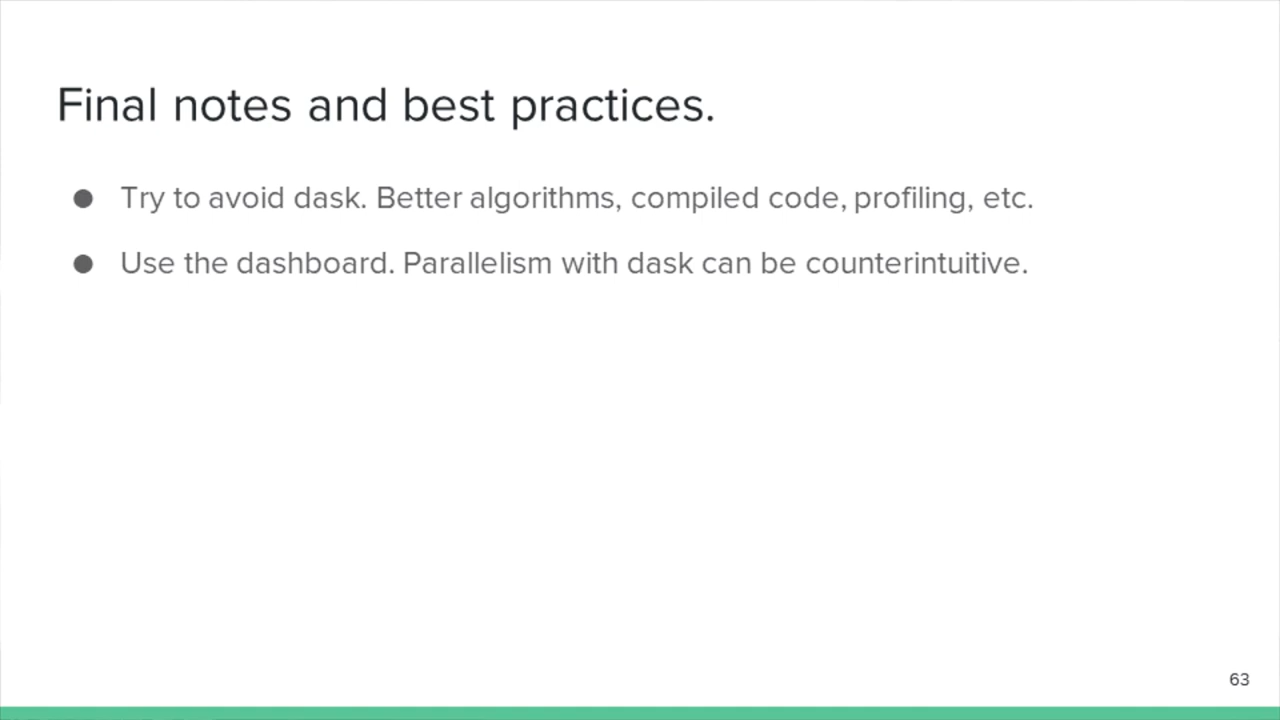 Final notes and best practices.
● Try to avoid dask. Better algorithms, compiled code, profiling, etc.
● Use the dashboard. Parallelism with dask can be counterintuitive.
63